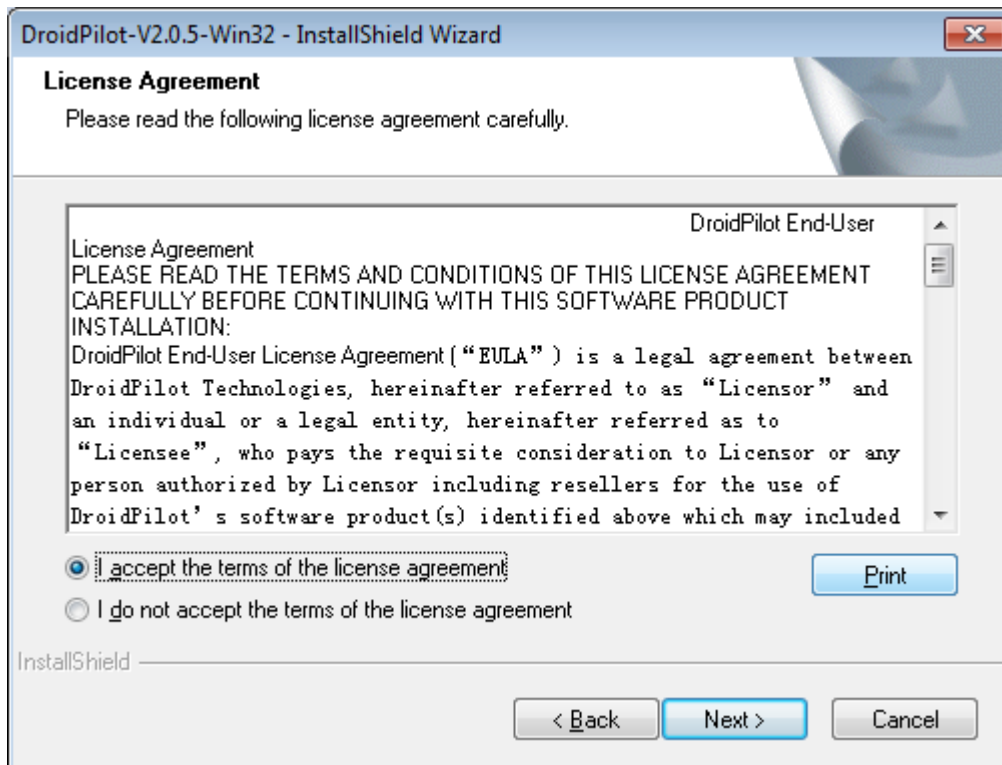 DroidPilot-V2.0.5-Win32 - InstallShield Wizard
License Agreement
Please read the following license agreement carefully.
DroidPilot End-User
License Agreement
PLEASE READ THE TERMS AND CONDITIONS OF THIS LICENSE AGREEMENT
CAREFULLY BEFORE CONTINUING WITH THIS SOFTWARE PRODUCT
INSTALLATION:
DroidPilot End-User License Agreement (“EULA”) is a legal agreement between
DroidPilot Technologies, hereinafter referred to as “Licensor” and
an individual or a legal entity, hereinafter referred as to
“Licensee”, who pays the requisite consideration to Licensor or any
person authorized by Licensor including resellers for the use of
DroidPilot’s software product(s) identified above which may included
I accept the terms of the license agreement
Print
I do not accept the terms of the license agreement
InstallShield
< Back
Next >
Cancel